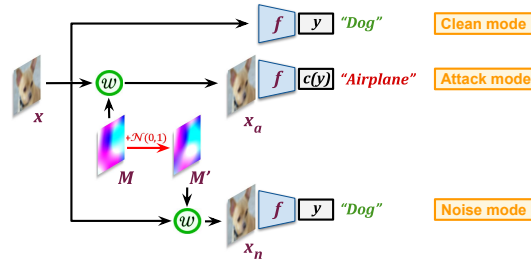 f y "Dog" Clean mode
x w x_a f c(y) "Airplane" Attack mode
+𝒩(0,1)
M M'
w x_n f y "Dog" Noise mode